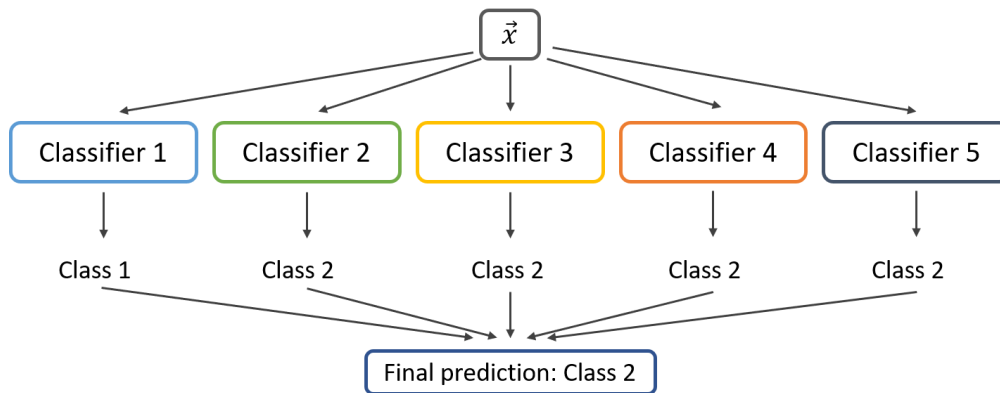 x⃗
Classifier 1
Classifier 2
Classifier 3
Classifier 4
Classifier 5
Class 1
Class 2
Class 2
Class 2
Class 2
Final prediction: Class 2